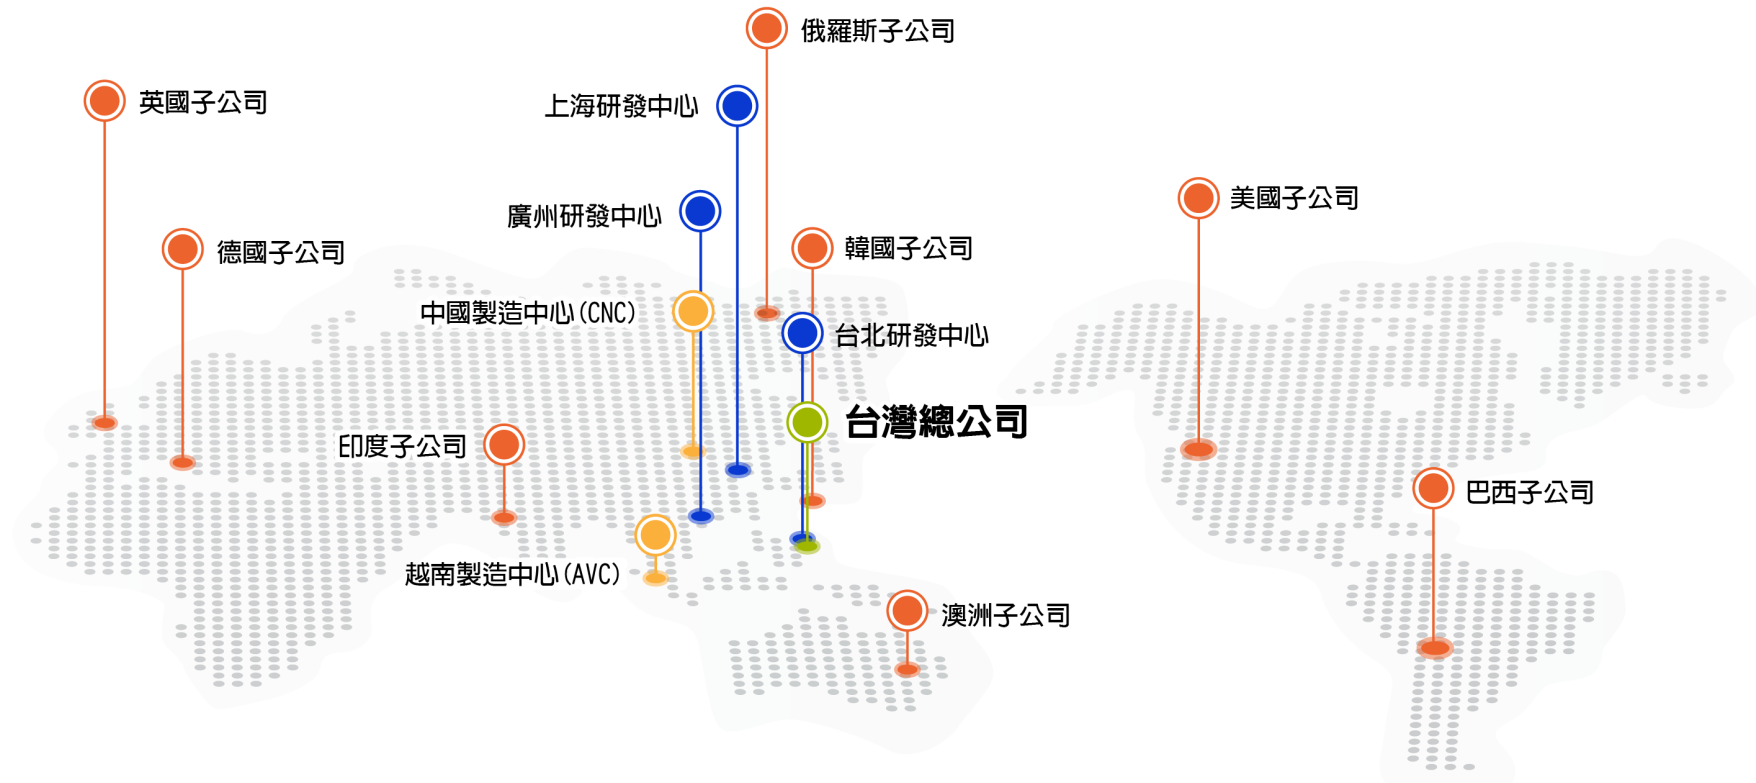 俄羅斯子公司
英國子公司
上海研發中心
美國子公司
廣州研發中心
德國子公司
韓國子公司
中國製造中心(CNC)
台北研發中心
台灣總公司
印度子公司
巴西子公司
越南製造中心(AVC)
澳洲子公司